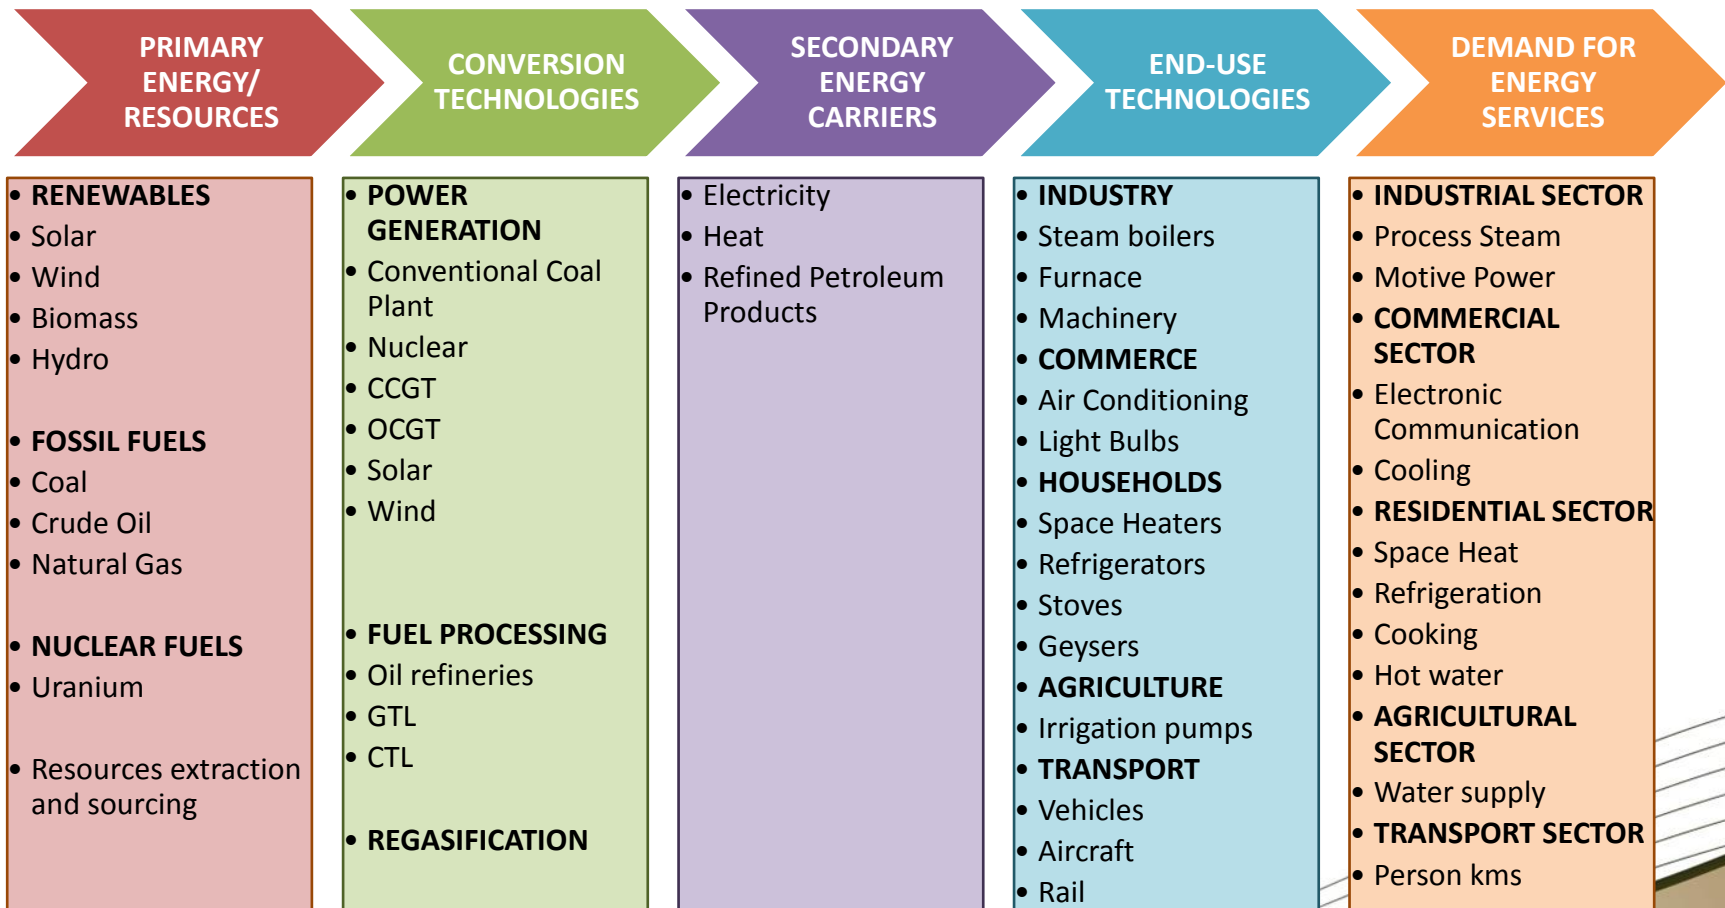 PRIMARY
ENERGY/
RESOURCES
CONVERSION
TECHNOLOGIES
SECONDARY
ENERGY
CARRIERS
END-USE
TECHNOLOGIES
DEMAND FOR
ENERGY
SERVICES
• RENEWABLES
• Solar
• Wind
• Biomass
• Hydro
• FOSSIL FUELS
• Coal
• Crude Oil
• Natural Gas
• NUCLEAR FUELS
• Uranium
• Resources extraction
and sourcing
• POWER
GENERATION
• Conventional Coal
Plant
• Nuclear
• CCGT
• OCGT
• Solar
• Wind
• FUEL PROCESSING
• Oil refineries
• GTL
• CTL
• REGASIFICATION
• Electricity
• Heat
• Refined Petroleum
Products
• INDUSTRY
• Steam boilers
• Furnace
• Machinery
• COMMERCE
• Air Conditioning
• Light Bulbs
• HOUSEHOLDS
• Space Heaters
• Refrigerators
• Stoves
• Geysers
• AGRICULTURE
• Irrigation pumps
• TRANSPORT
• Vehicles
• Aircraft
• Rail
• INDUSTRIAL SECTOR
• Process Steam
• Motive Power
• COMMERCIAL
SECTOR
• Electronic
Communication
• Cooling
• RESIDENTIAL SECTOR
• Space Heat
• Refrigeration
• Cooking
• Hot water
• AGRICULTURAL
SECTOR
• Water supply
• TRANSPORT SECTOR
• Person kms